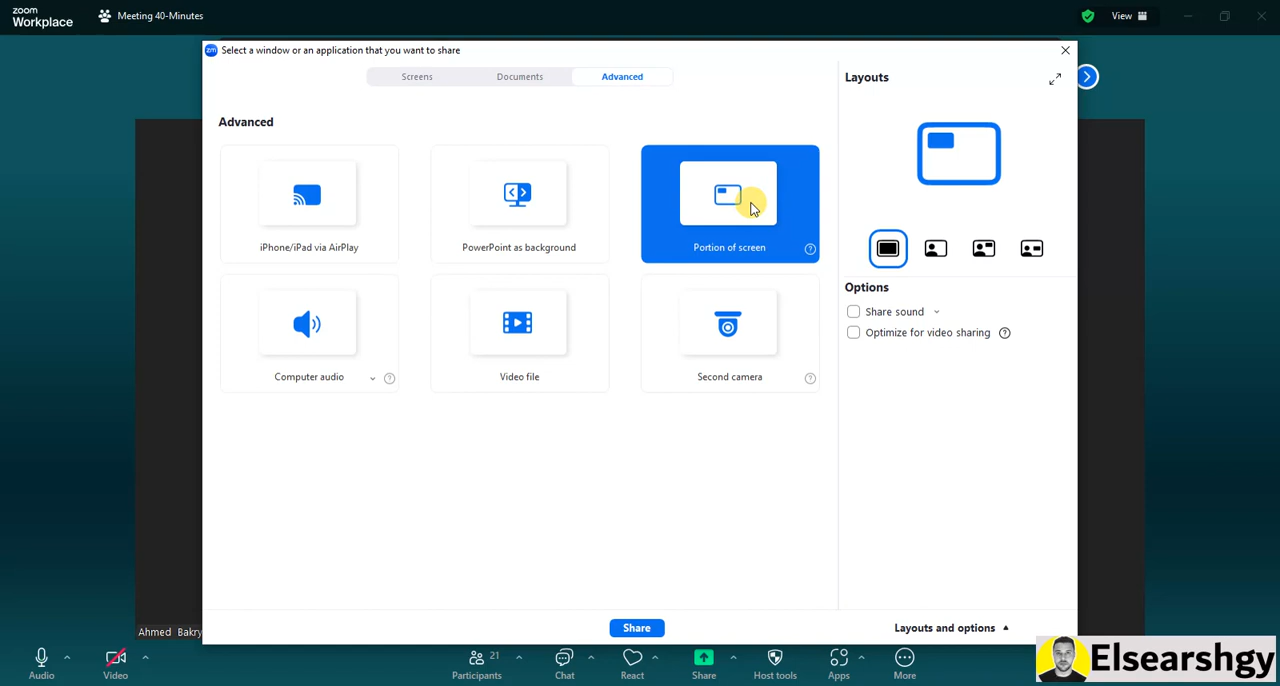 zoom
Workplace
Meeting 40-Minutes
View
zm Select a window or an application that you want to share
Screens
Documents
Advanced
Layouts
Advanced
iPhone/iPad via AirPlay
PowerPoint as background
Portion of screen
Options
Share sound
Optimize for video sharing
Computer audio
Video file
Second camera
Share
Layouts and options
Ahmed Bakry
Audio
Video
21
Participants
Chat
React
Share
Host tools
Apps
More
Elsearshgy